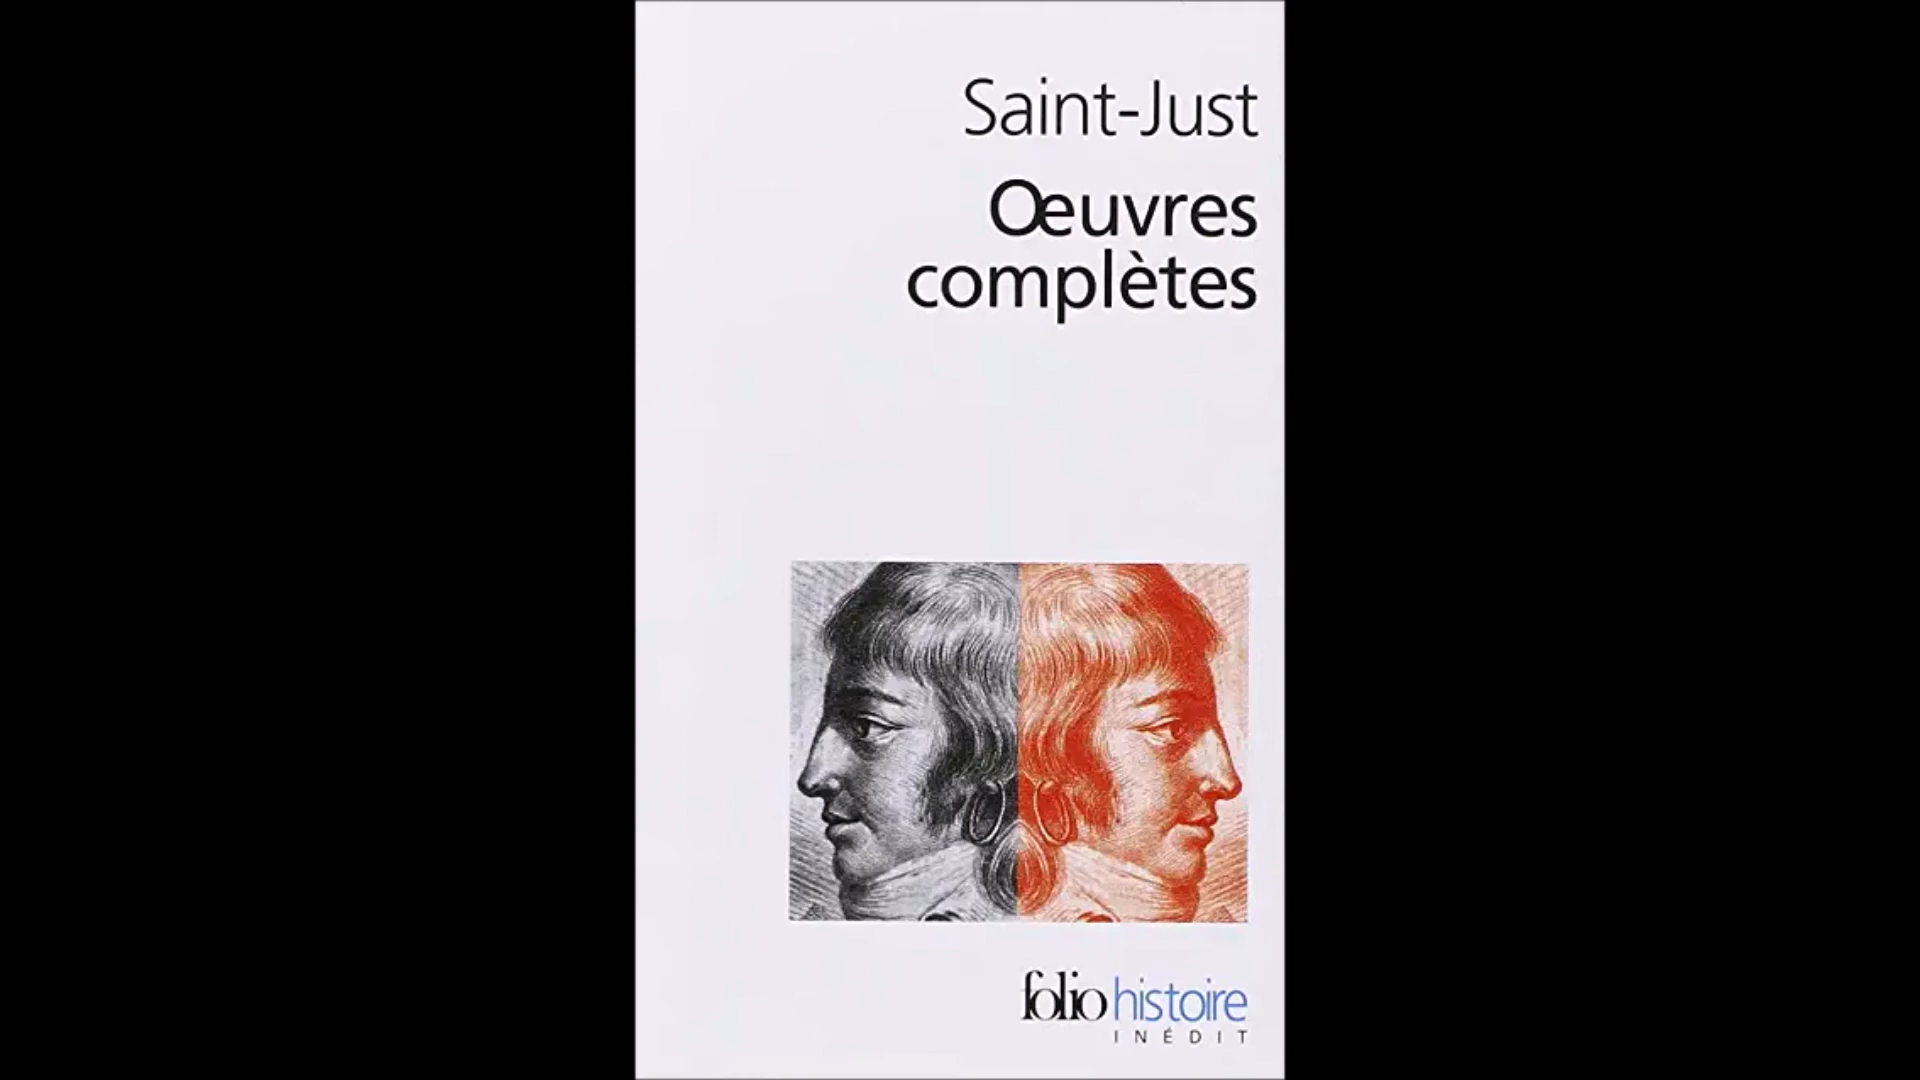 Saint-Just
Œuvres
complètes
folio histoire
INÉDIT